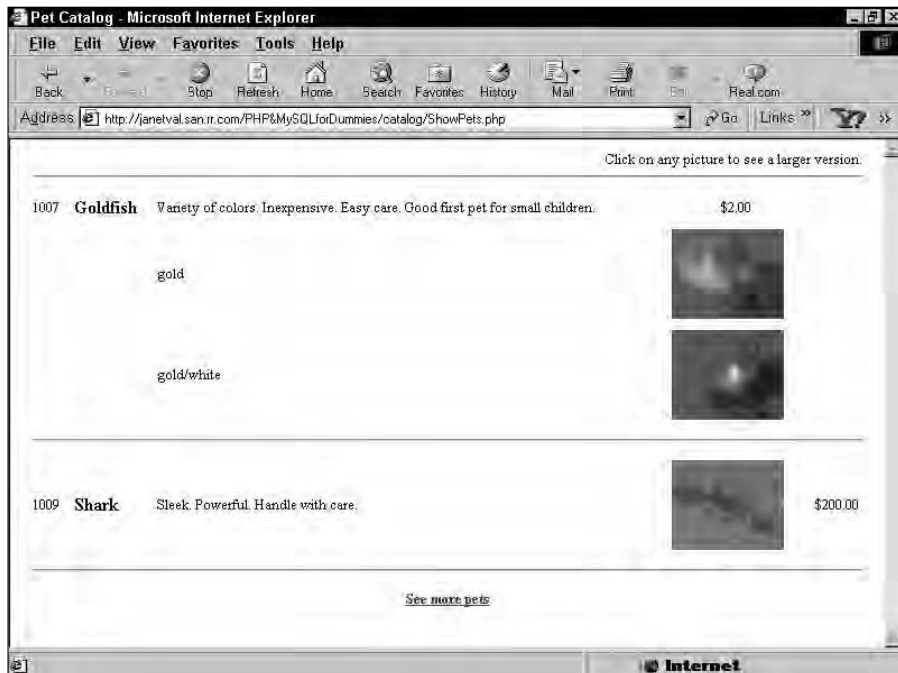 Pet Catalog - Microsoft Internet Explorer
File Edit View Favorites Tools Help
Back Forward Stop Refresh Home Search Favorites History Mail Print Edit Real.com
Address http://janetval.san.rr.com/PHP&MySQLforDummies/catalog/ShowPets.php Go Links »
Click on any picture to see a larger version.
1007 Goldfish Variety of colors. Inexpensive. Easy care. Good first pet for small children. $2.00
gold
gold/white
1009 Shark Sleek. Powerful. Handle with care. $200.00
See more pets
Internet